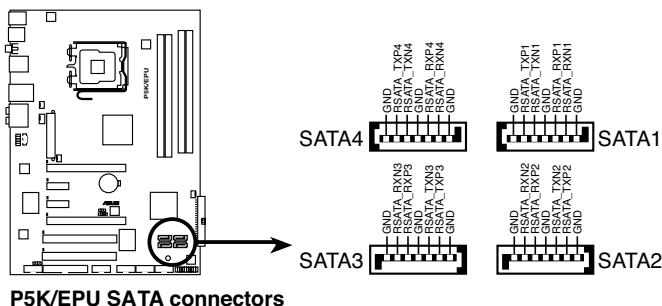 P5K/EPU
GND
RSATA_TXP4
RSATA_TXN4
GND
RSATA_RXP4
RSATA_RXN4
GND
SATA4
GND
RSATA_TXP1
RSATA_TXN1
GND
RSATA_RXP1
RSATA_RXN1
GND
SATA1
GND
RSATA_RXN3
RSATA_RXP3
GND
RSATA_TXN3
RSATA_TXP3
GND
SATA3
GND
RSATA_RXN2
RSATA_RXP2
GND
RSATA_TXN2
RSATA_TXP2
GND
SATA2
P5K/EPU SATA connectors